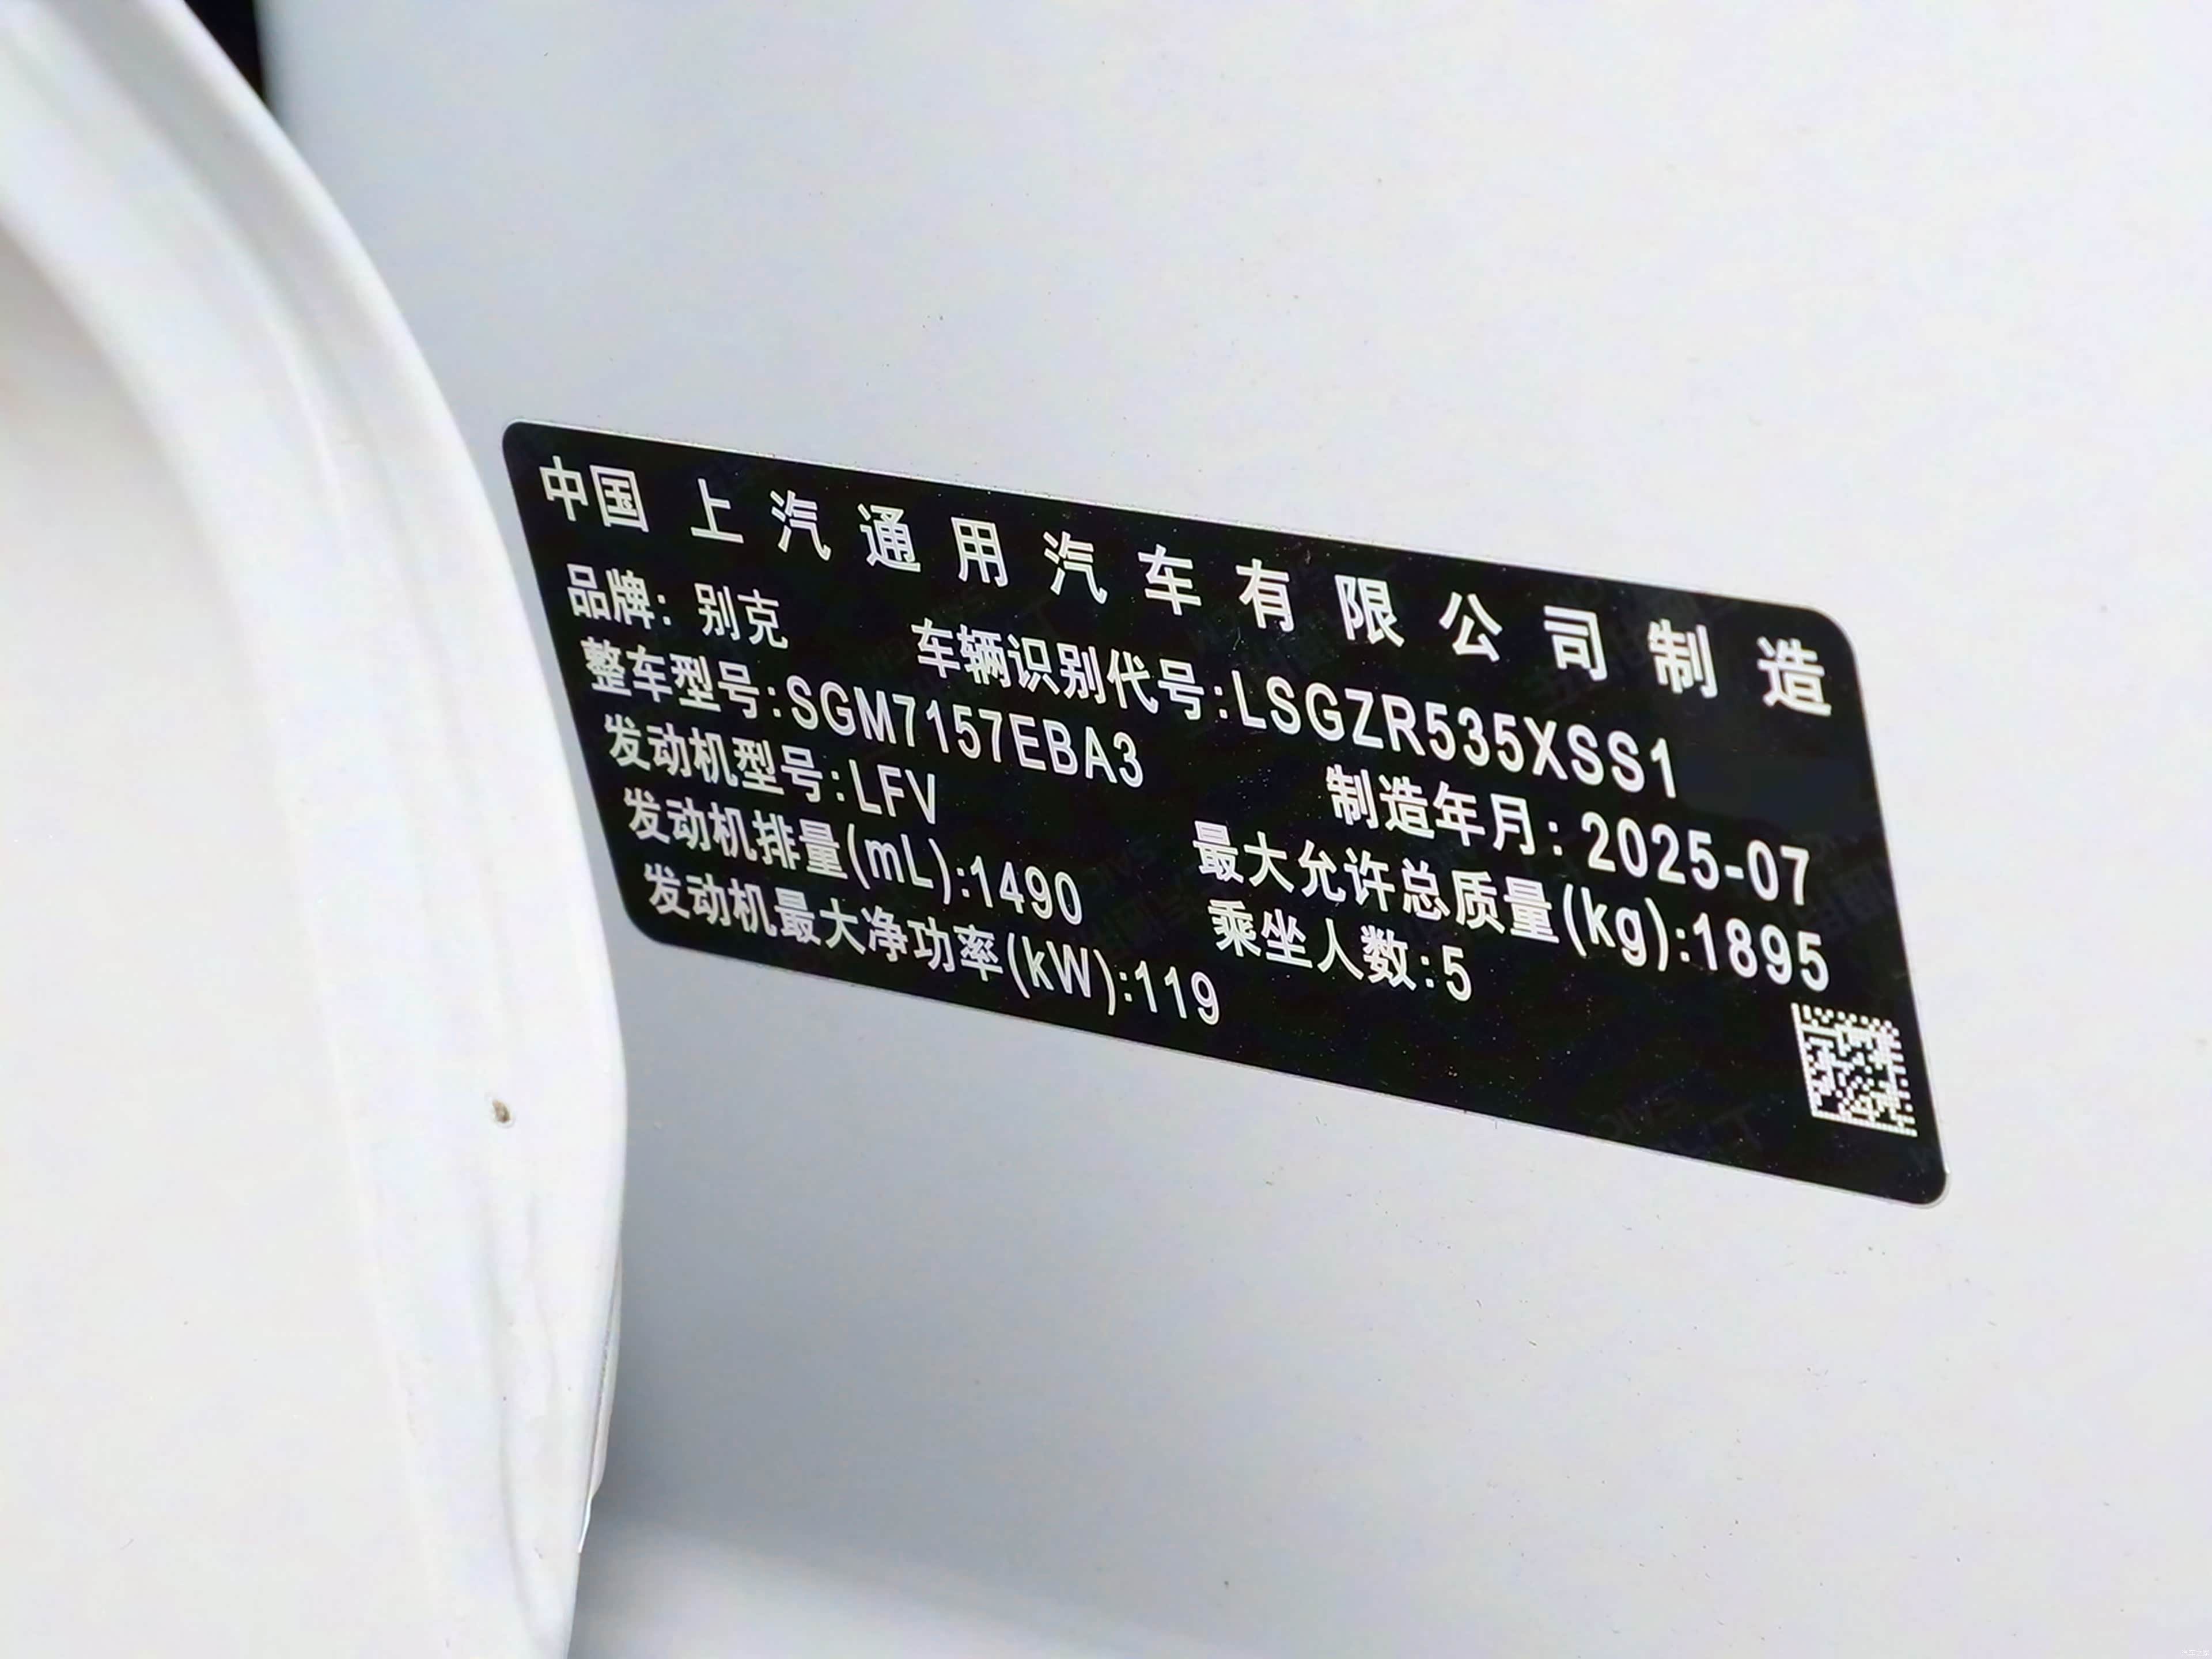 中国 上汽通用汽车有限公司制造
品牌: 别克 车辆识别代号:LSGZR535XSS1
整车型号:SGM7157EBA3 制造年月: 2025-07
发动机型号:LFV 最大允许总质量(kg):1895
发动机排量(mL):1490 乘坐人数:5
发动机最大净功率(kW):119